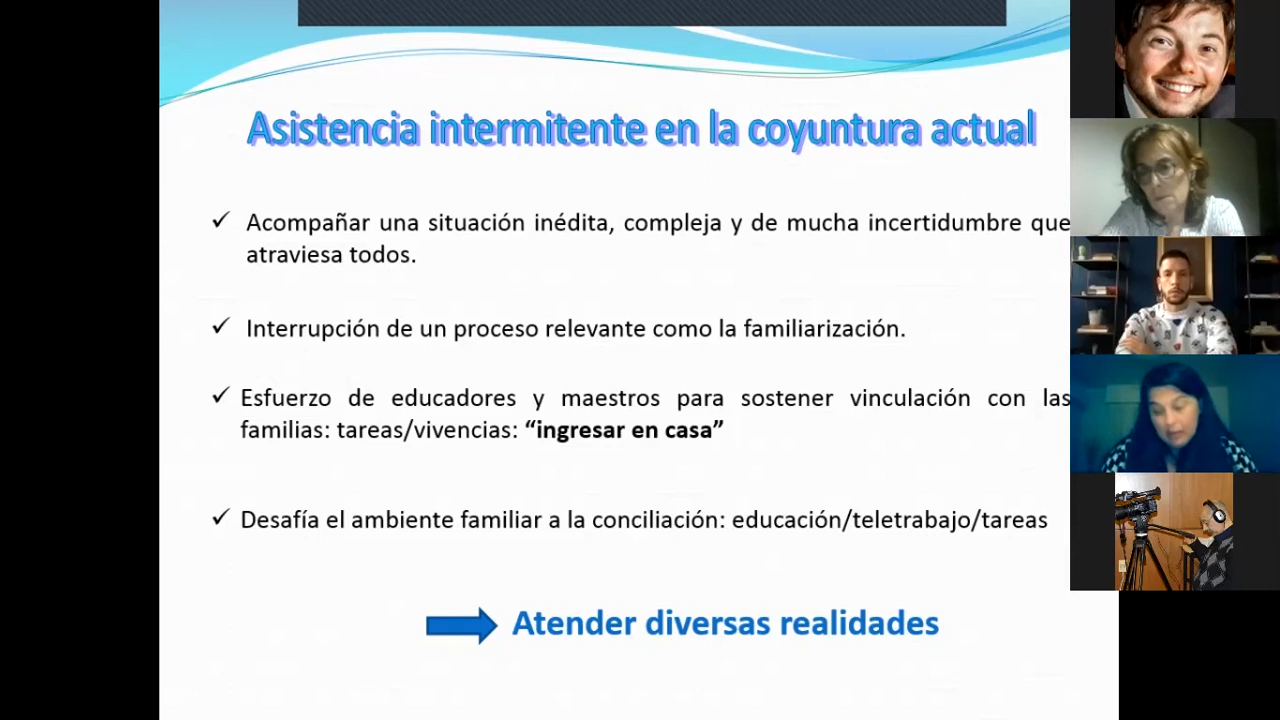 Asistencia intermitente en la coyuntura actual
✓ Acompañar una situación inédita, compleja y de mucha incertidumbre que
atraviesa todos.
✓ Interrupción de un proceso relevante como la familiarización.
✓ Esfuerzo de educadores y maestros para sostener vinculación con las
familias: tareas/vivencias: “ingresar en casa”
✓ Desafía el ambiente familiar a la conciliación: educación/teletrabajo/tareas
Atender diversas realidades